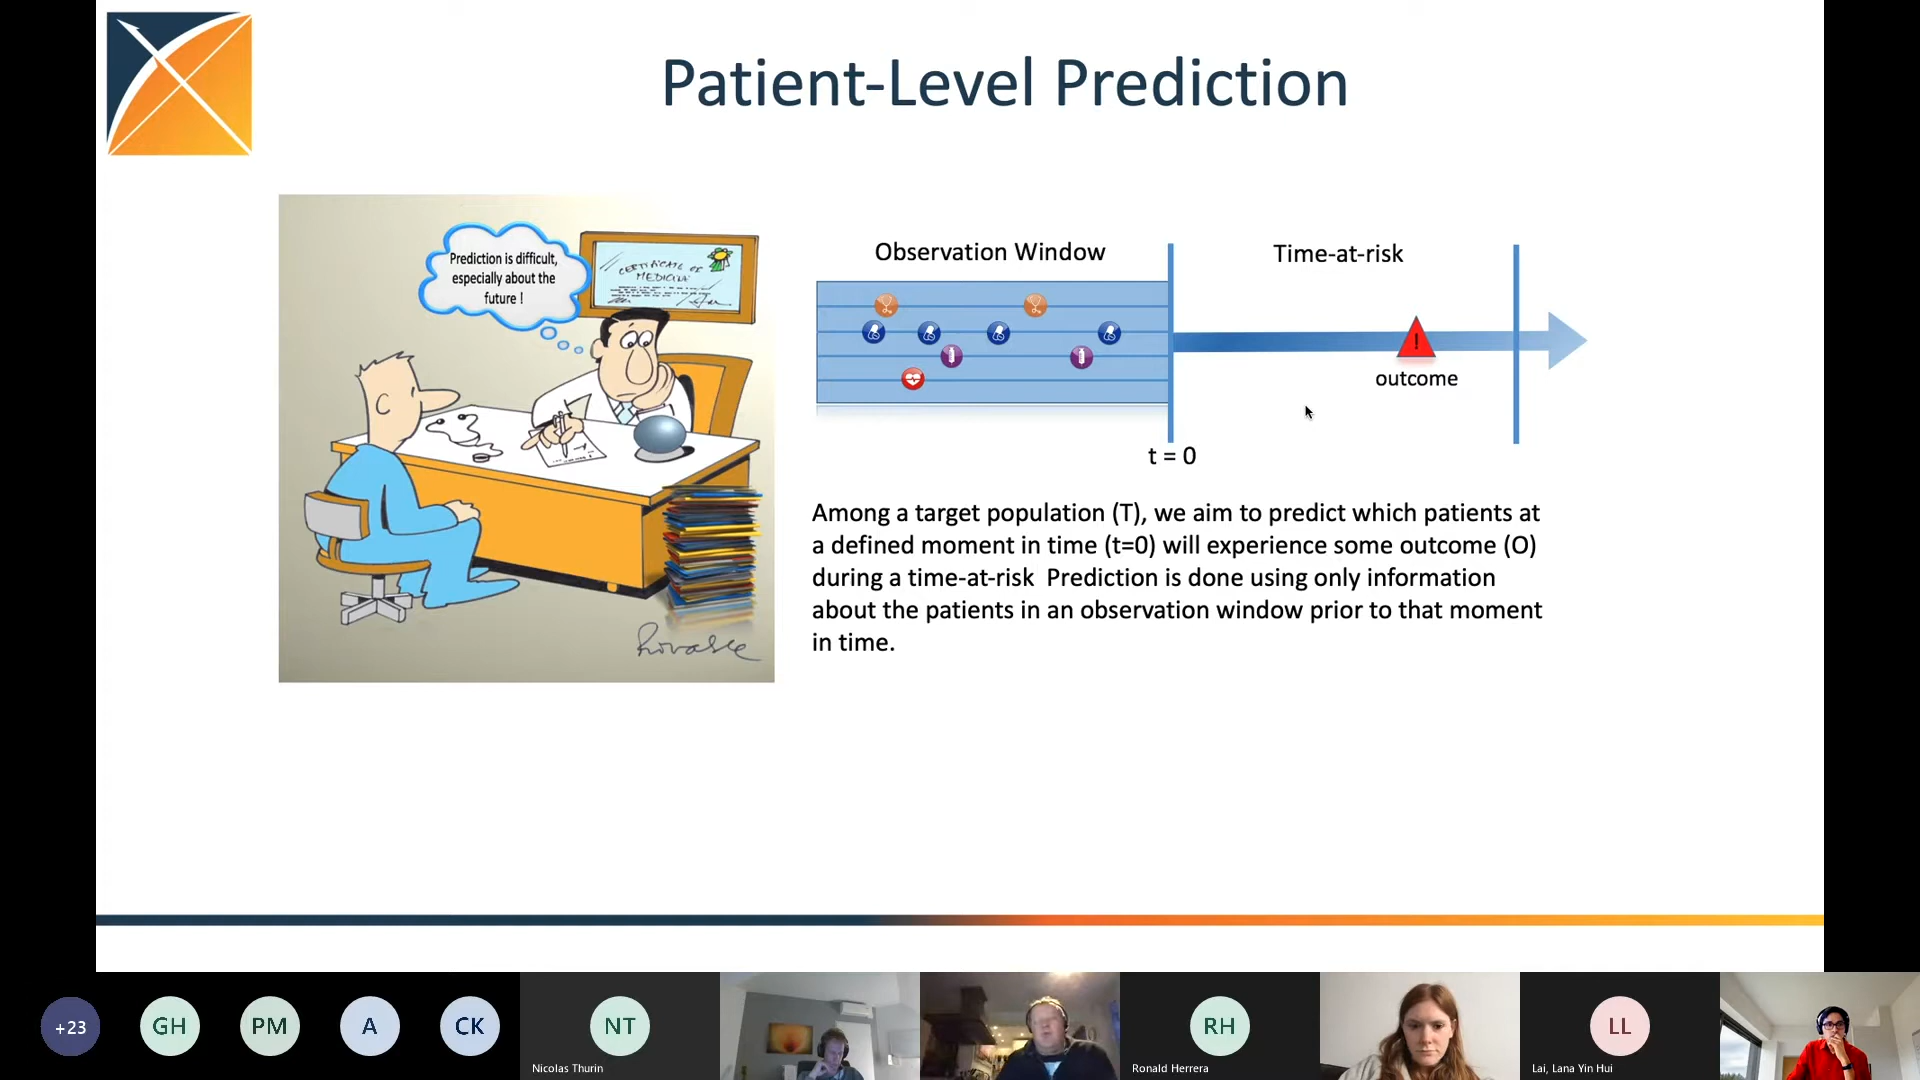 Patient-Level Prediction
Prediction is difficult,
especially about the
future !
CERTIFICATE OF
MEDICINE
Observation Window
Time-at-risk
outcome
t = 0
Among a target population (T), we aim to predict which patients at
a defined moment in time (t=0) will experience some outcome (O)
during a time-at-risk  Prediction is done using only information
about the patients in an observation window prior to that moment
in time.
+23
GH
PM
A
CK
NT
Nicolas Thurin
RH
Ronald Herrera
LL
Lai, Lana Yin Hui